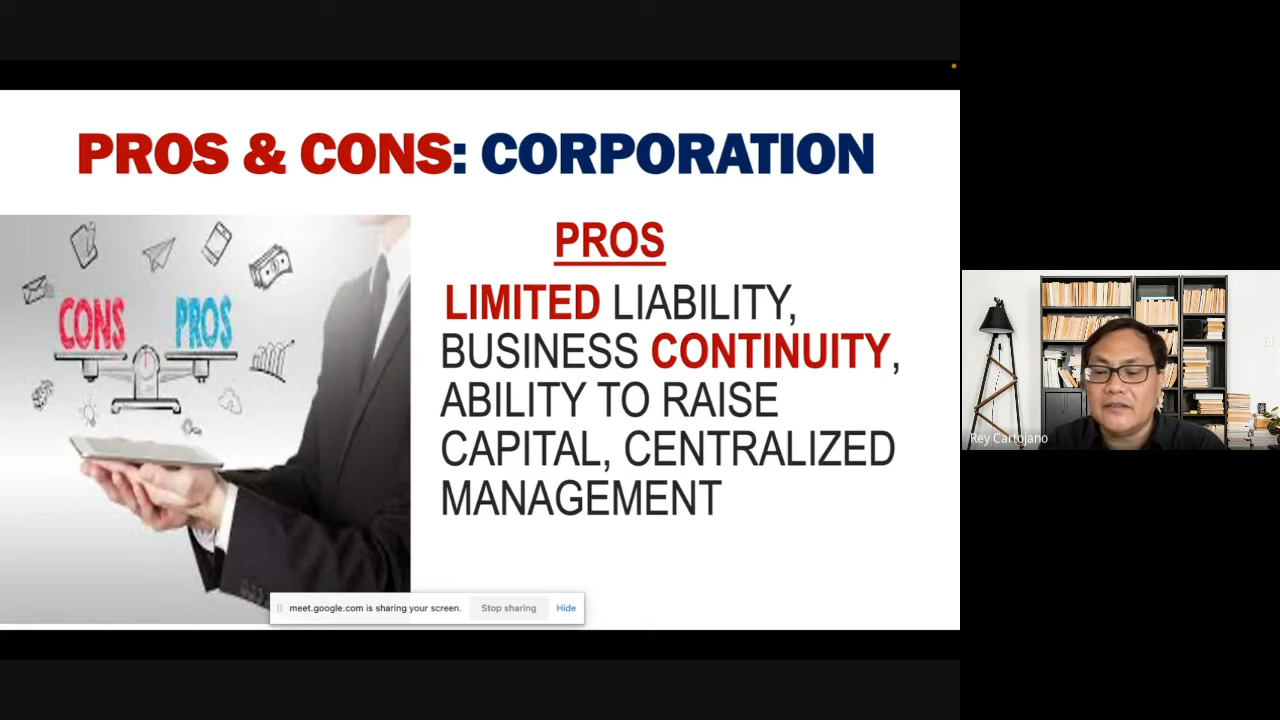 PROS & CONS: CORPORATION
CONS PROS
PROS
LIMITED LIABILITY,
BUSINESS CONTINUITY,
ABILITY TO RAISE
CAPITAL, CENTRALIZED
MANAGEMENT
meet.google.com is sharing your screen. Stop sharing Hide
Rey Cartojano